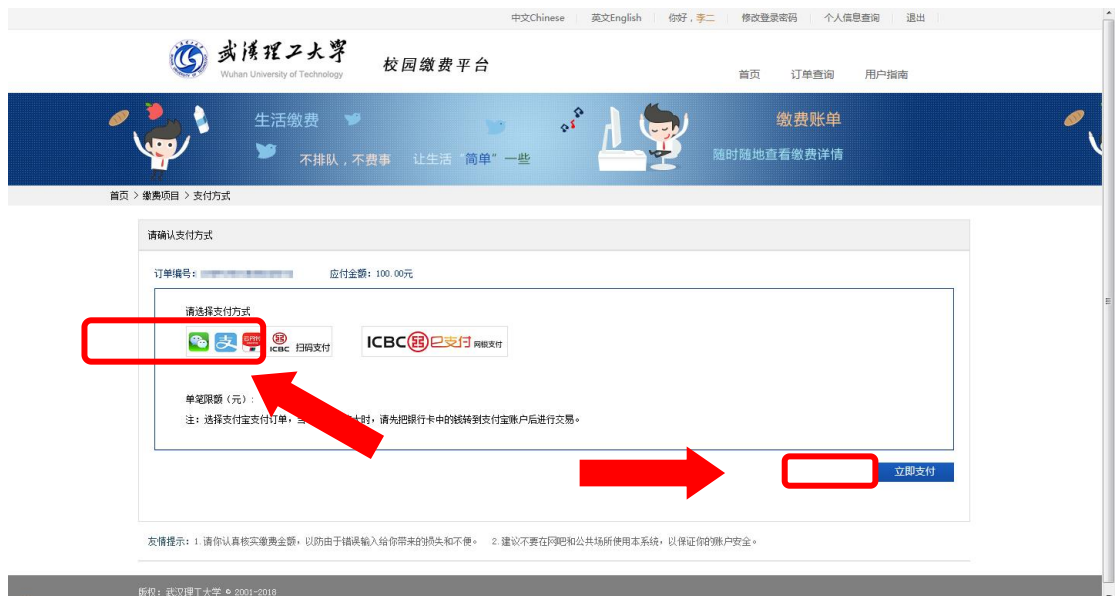 中文Chinese 英文English 你好，李二 修改登录密码 个人信息查询 退出
武漢理工大学
Wuhan University of Technology
校园缴费平台
首页 订单查询 用户指南
生活缴费
不排队，不费事 让生活“简单”一些
缴费账单
随时随地查看缴费详情
首页 > 缴费项目 > 支付方式
请确认支付方式
订单编号： 应付金额：100.00元
请选择支付方式
支 ICBC 扫码支付
ICBC e支付 网银支付
单笔限额（元）：
注：选择支付宝支付订单，当 大时，请先把银行卡中的钱转到支付宝账户后进行交易。
立即支付
友情提示：1.请你认真核实缴费金额，以防由于错误输入给你带来的损失和不便。 2.建议不要在网吧和公共场所使用本系统，以保证你的账户安全。
版权：武汉理工大学 © 2001-2018